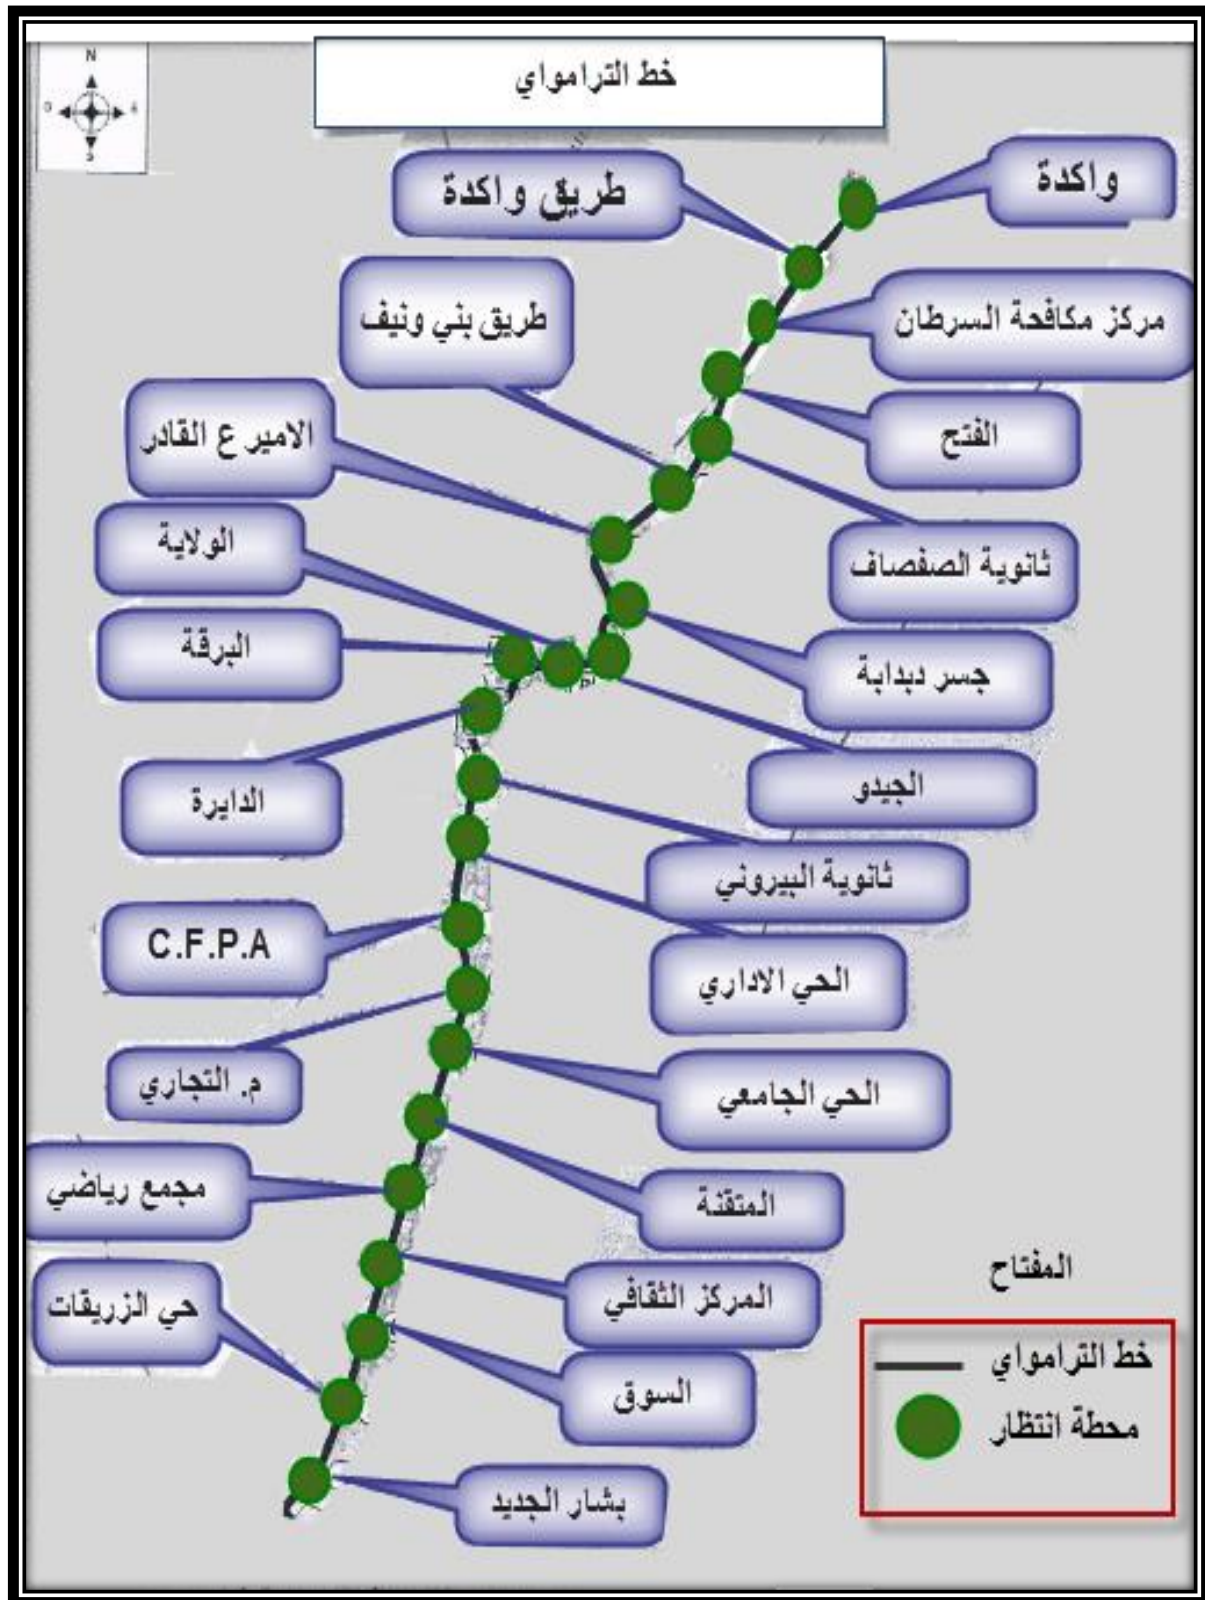 خط التراموااي
N
واكدة
طريق واكدة
مركز مكافحة السرطان
طريق بني ونيف
الفتح
الامير ع القادر
ثانوية الصفصاف
الولاية
جسر دبدابة
البرقة
الجيدو
الدايرة
ثانوية البيروني
C.F.P.A
الحي الاداري
م. التجاري
الحي الجامعي
المتقنة
مجمع رياضي
المركز الثقافي
حي الزريقات
السوق
بشار الجديد
المفتاح
خط التراموااي
محطة انتظار